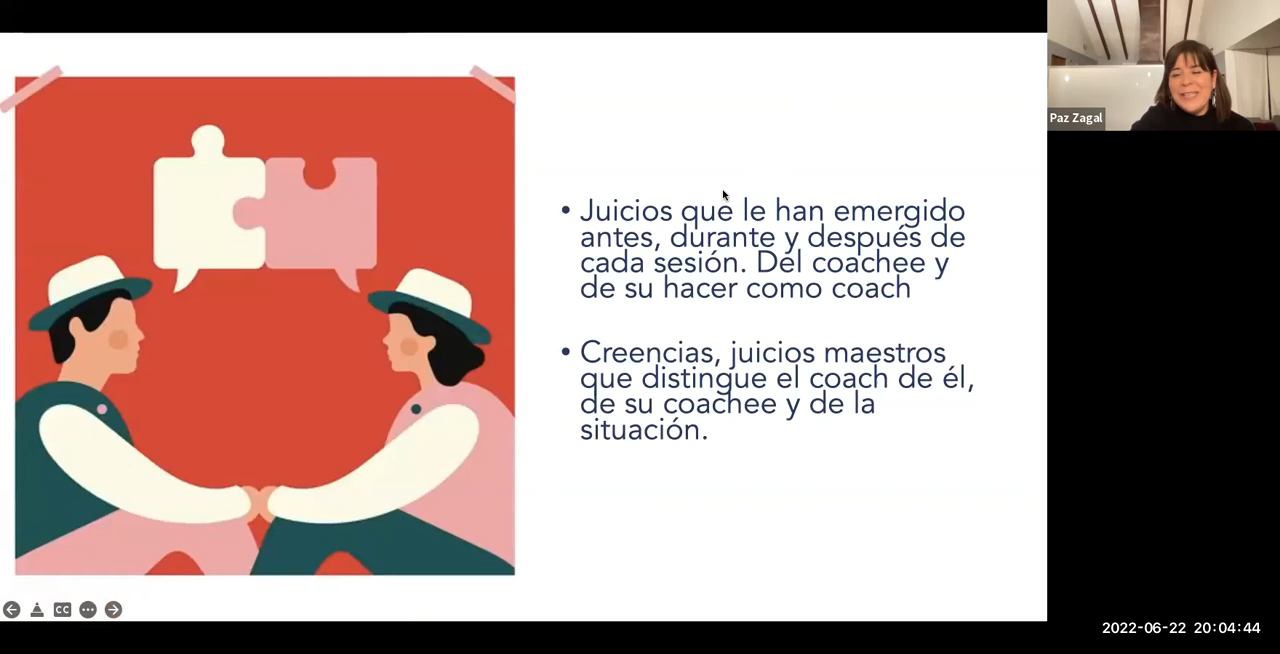 Paz Zagal
• Juicios que le han emergido
antes, durante y después de
cada sesión. Del coachee y
de su hacer como coach
• Creencias, juicios maestros
que distingue el coach de él,
de su coachee y de la
situación.
CC
2022-06-22 20:04:44